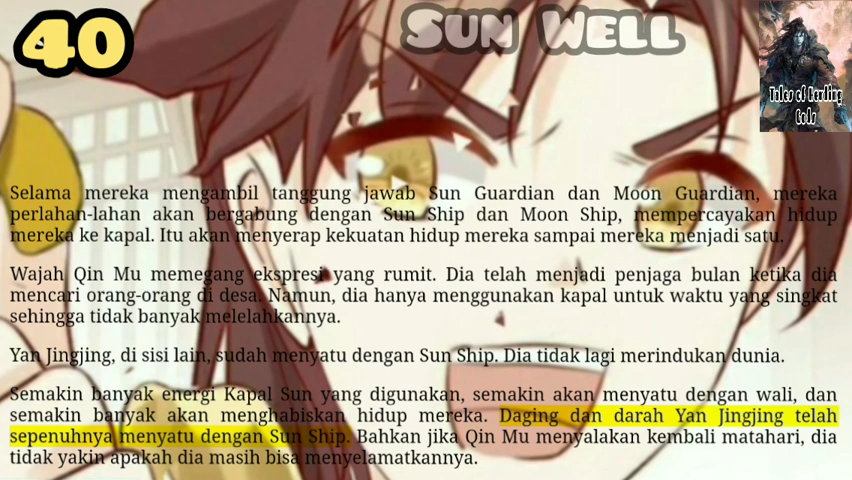 40
Sun Well
Tales of Herding
Gods
Selama mereka mengambil tanggung jawab Sun Guardian dan Moon Guardian, mereka
perlahan-lahan akan bergabung dengan Sun Ship dan Moon Ship, mempercayakan hidup
mereka ke kapal. Itu akan menyerap kekuatan hidup mereka sampai mereka menjadi satu.
Wajah Qin Mu memegang ekspresi yang rumit. Dia telah menjadi penjaga bulan ketika dia
mencari orang-orang di desa. Namun, dia hanya menggunakan kapal untuk waktu yang singkat
sehingga tidak banyak melelahkannya.
Yan Jingjing, di sisi lain, sudah menyatu dengan Sun Ship. Dia tidak lagi merindukan dunia.
Semakin banyak energi Kapal Sun yang digunakan, semakin akan menyatu dengan wali, dan
semakin banyak akan menghabiskan hidup mereka. Daging dan darah Yan Jingjing telah
sepenuhnya menyatu dengan Sun Ship. Bahkan jika Qin Mu menyalakan kembali matahari, dia
tidak yakin apakah dia masih bisa menyelamatkannya.